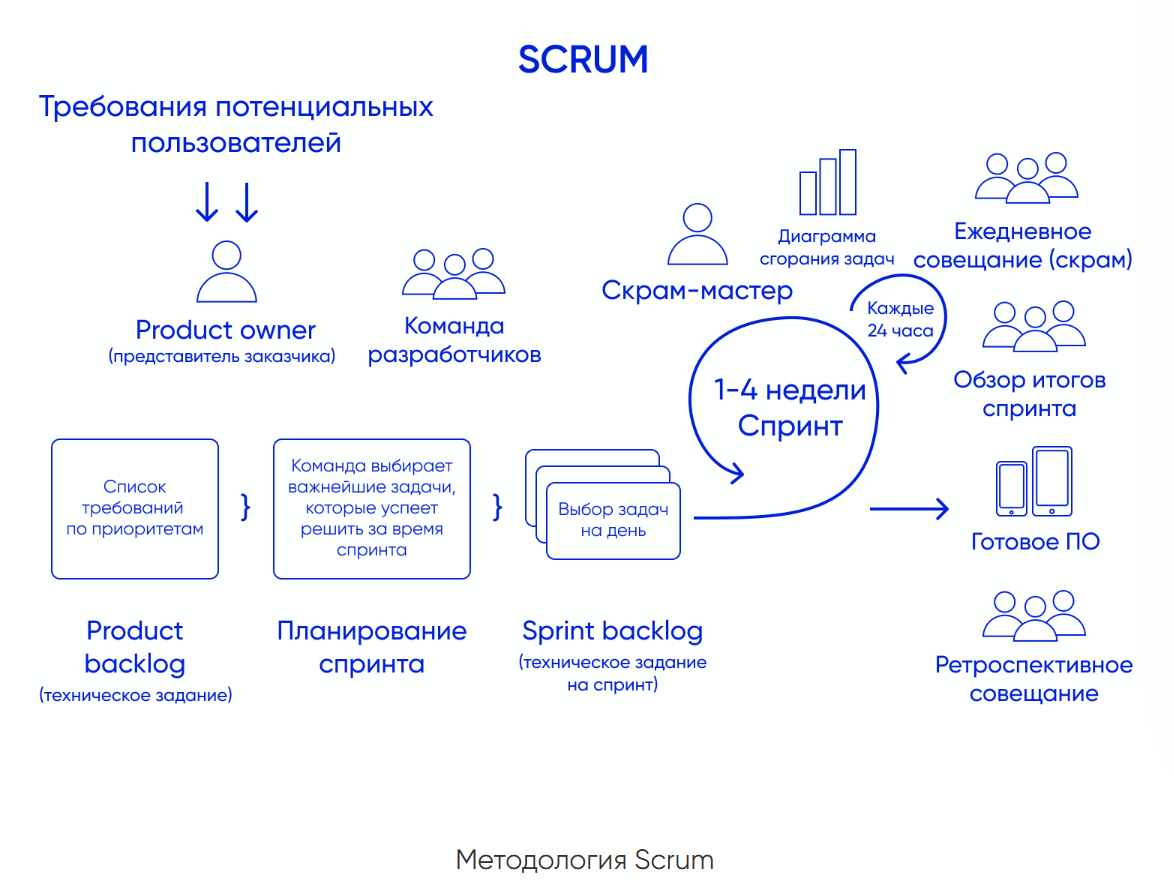 SCRUM
Требования потенциальных
пользователей
Product owner
(представитель заказчика)
Команда
разработчиков
Скрам-мастер
Диаграмма
сгорания задач
Ежедневное
совещание (скрам)
Каждые
24 часа
1-4 недели
Спринт
Обзор итогов
спринта
Список
требований
по приоритетам
}
Команда выбирает
важнейшие задачи,
которые успеет
решить за время
спринта
}
Выбор задач
на день
Готовое ПО
Product
backlog
(техническое задание)
Планирование
спринта
Sprint backlog
(техническое задание
на спринт)
Ретроспективное
совещание
Методология Scrum